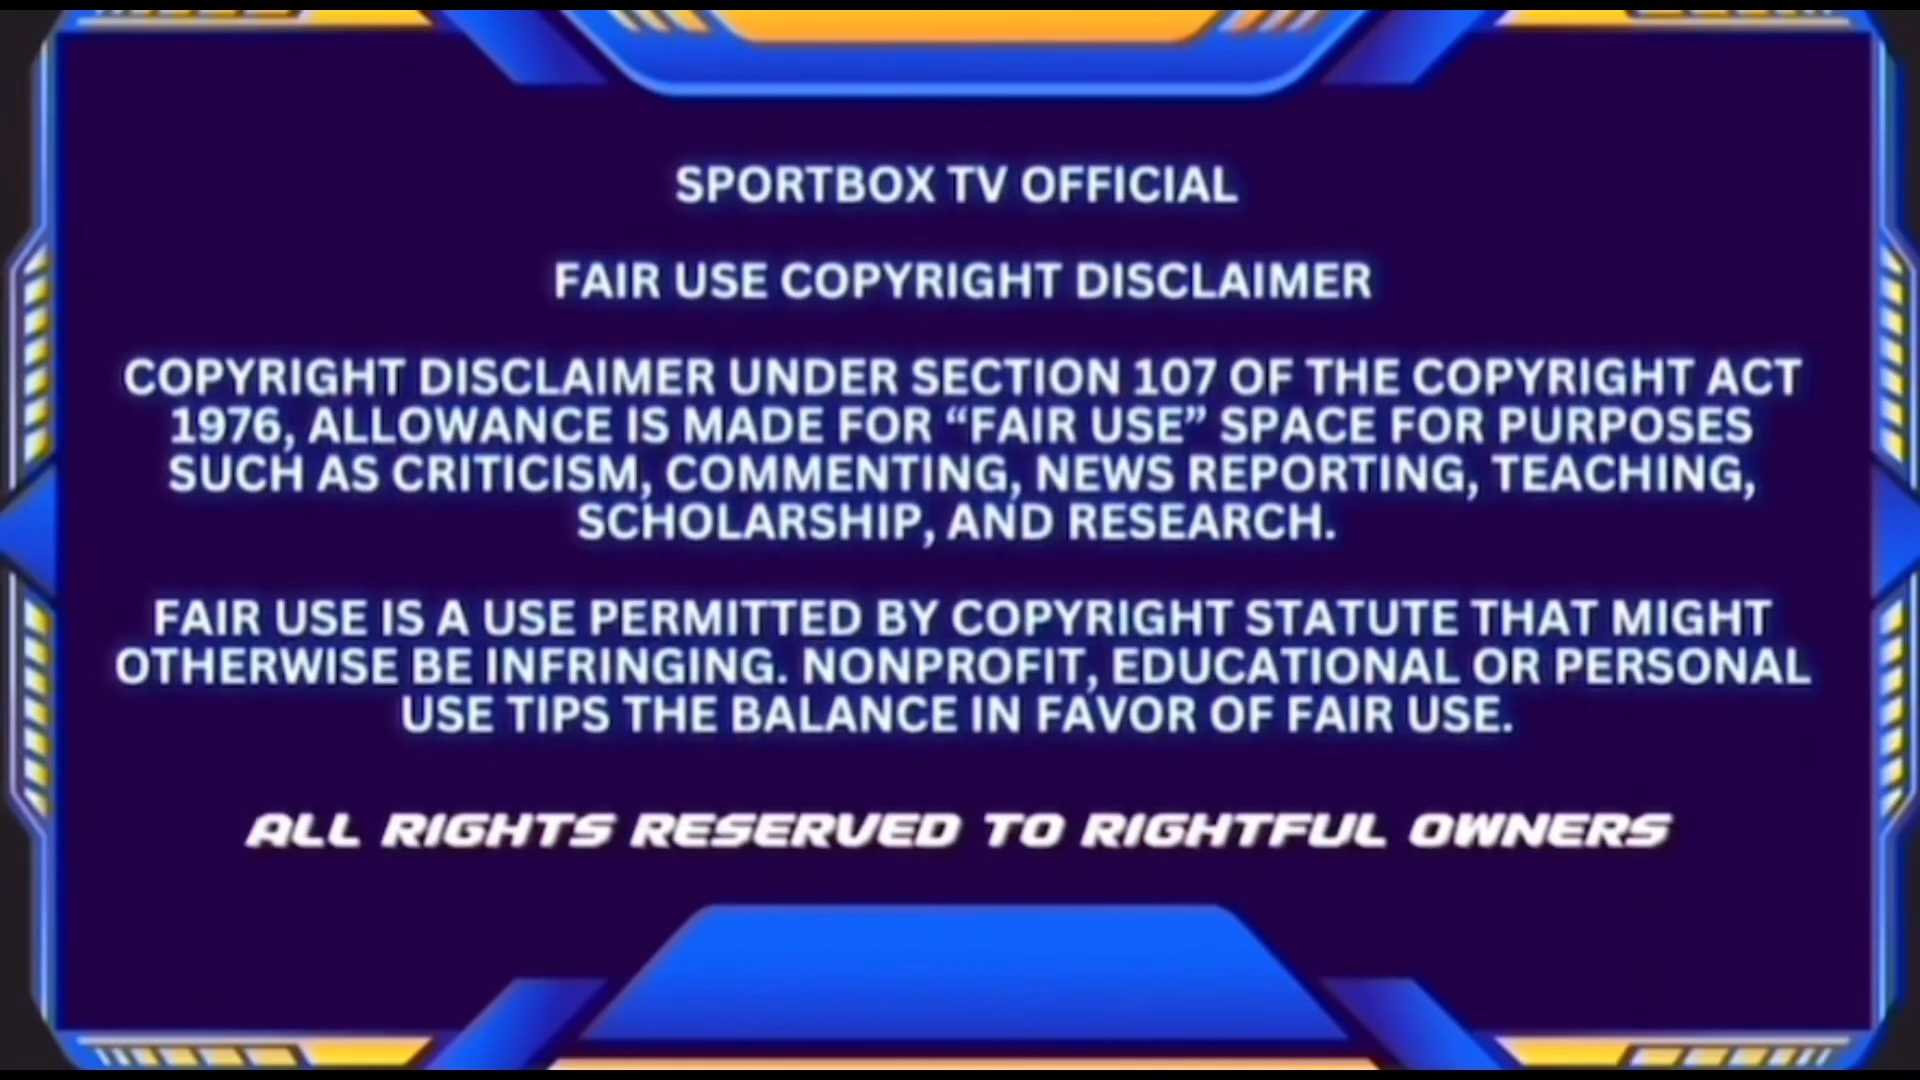 SPORTBOX TV OFFICIAL
FAIR USE COPYRIGHT DISCLAIMER
COPYRIGHT DISCLAIMER UNDER SECTION 107 OF THE COPYRIGHT ACT
1976, ALLOWANCE IS MADE FOR “FAIR USE” SPACE FOR PURPOSES
SUCH AS CRITICISM, COMMENTING, NEWS REPORTING, TEACHING,
SCHOLARSHIP, AND RESEARCH.
FAIR USE IS A USE PERMITTED BY COPYRIGHT STATUTE THAT MIGHT
OTHERWISE BE INFRINGING. NONPROFIT, EDUCATIONAL OR PERSONAL
USE TIPS THE BALANCE IN FAVOR OF FAIR USE.
ALL RIGHTS RESERVED TO RIGHTFUL OWNERS